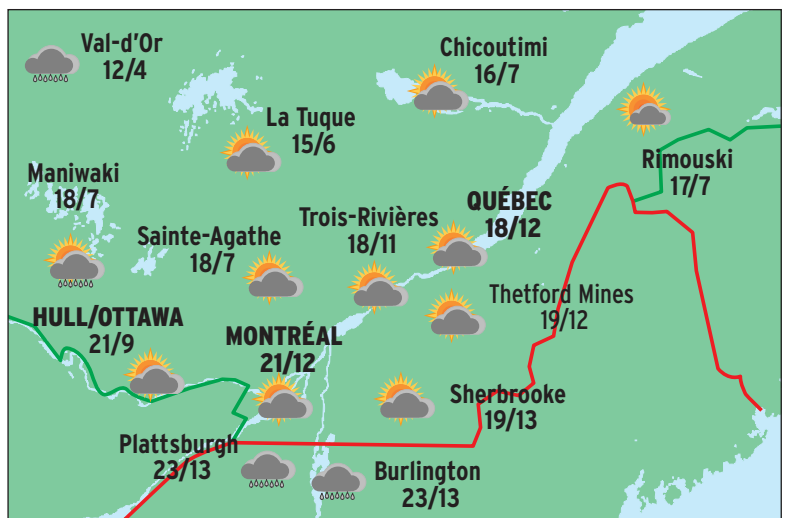 Val-d'Or
12/4
Chicoutimi
16/7
La Tuque
15/6
Rimouski
17/7
Maniwaki
18/7
QUÉBEC
18/12
Trois-Rivières
18/11
Sainte-Agathe
18/7
Thetford Mines
19/12
HULL/OTTAWA
21/9
MONTRÉAL
21/12
Sherbrooke
19/13
Plattsburgh
23/13
Burlington
23/13